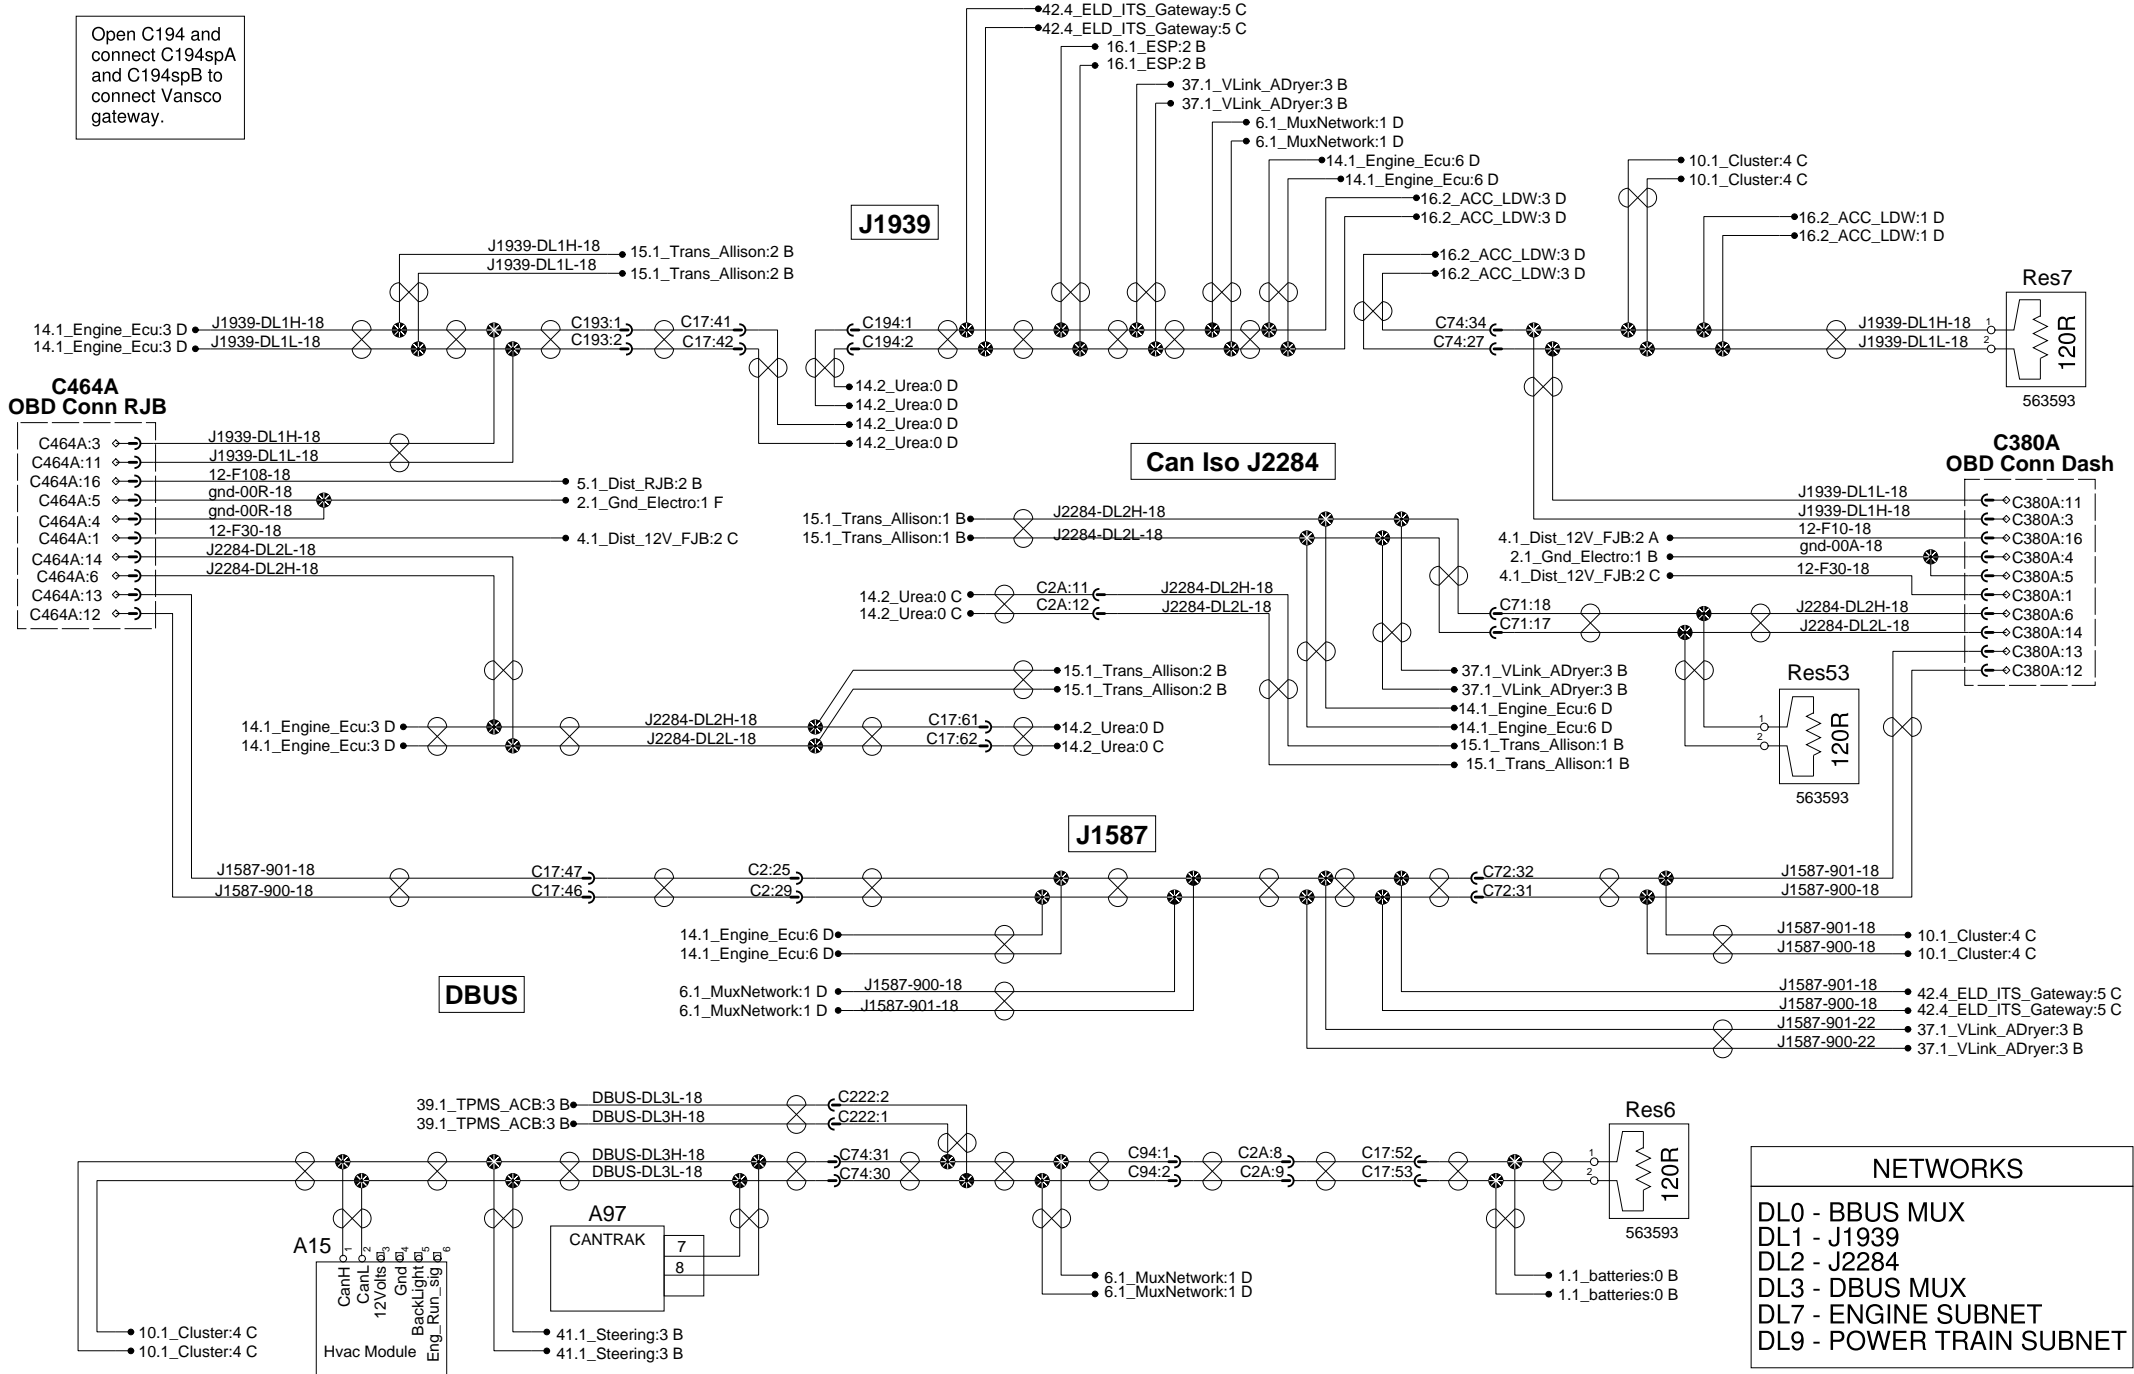 Open C194 and
connect C194spA
and C194spB to
connect Vansco
gateway.
42.4_ELD_ITS_Gateway:5 C
42.4_ELD_ITS_Gateway:5 C
16.1_ESP:2 B
16.1_ESP:2 B
37.1_VLink_ADryer:3 B
37.1_VLink_ADryer:3 B
6.1_MuxNetwork:1 D
6.1_MuxNetwork:1 D
14.1_Engine_Ecu:6 D
14.1_Engine_Ecu:6 D
16.2_ACC_LDW:3 D
16.2_ACC_LDW:3 D
16.2_ACC_LDW:3 D
16.2_ACC_LDW:3 D
10.1_Cluster:4 C
10.1_Cluster:4 C
16.2_ACC_LDW:1 D
16.2_ACC_LDW:1 D
J1939
J1939-DL1H-18
15.1_Trans_Allison:2 B
J1939-DL1L-18
15.1_Trans_Allison:2 B
14.1_Engine_Ecu:3 D
J1939-DL1H-18
C193:1
C17:41
C194:1
C74:34
J1939-DL1H-18
1
14.1_Engine_Ecu:3 D
J1939-DL1L-18
C193:2
C17:42
C194:2
C74:27
J1939-DL1L-18
2
Res7
120R
563593
14.2_Urea:0 D
14.2_Urea:0 D
14.2_Urea:0 D
14.2_Urea:0 D
C464A
OBD Conn RJB
C464A:3
J1939-DL1H-18
C464A:11
J1939-DL1L-18
C464A:16
12-F108-18
5.1_Dist_RJB:2 B
C464A:5
gnd-00R-18
2.1_Gnd_Electro:1 F
C464A:4
gnd-00R-18
C464A:1
12-F30-18
4.1_Dist_12V_FJB:2 C
C464A:14
J2284-DL2L-18
C464A:6
J2284-DL2H-18
C464A:13
C464A:12
Can Iso J2284
15.1_Trans_Allison:1 B
J2284-DL2H-18
15.1_Trans_Allison:1 B
J2284-DL2L-18
14.2_Urea:0 C
C2A:11
J2284-DL2H-18
14.2_Urea:0 C
C2A:12
J2284-DL2L-18
C380A
OBD Conn Dash
J1939-DL1L-18
C380A:11
J1939-DL1H-18
C380A:3
4.1_Dist_12V_FJB:2 A
12-F10-18
C380A:16
2.1_Gnd_Electro:1 B
gnd-00A-18
C380A:4
4.1_Dist_12V_FJB:2 C
C380A:5
12-F30-18
C380A:1
C71:18
J2284-DL2H-18
C380A:6
C71:17
J2284-DL2L-18
C380A:14
C380A:13
C380A:12
15.1_Trans_Allison:2 B
15.1_Trans_Allison:2 B
14.1_Engine_Ecu:3 D
J2284-DL2H-18
C17:61
14.2_Urea:0 D
14.1_Engine_Ecu:3 D
J2284-DL2L-18
C17:62
14.2_Urea:0 C
37.1_VLink_ADryer:3 B
37.1_VLink_ADryer:3 B
14.1_Engine_Ecu:6 D
14.1_Engine_Ecu:6 D
15.1_Trans_Allison:1 B
15.1_Trans_Allison:1 B
Res53
1
2
120R
563593
J1587
J1587-901-18
C17:47
C2:25
C72:32
J1587-901-18
J1587-900-18
C17:46
C2:29
C72:31
J1587-900-18
14.1_Engine_Ecu:6 D
14.1_Engine_Ecu:6 D
6.1_MuxNetwork:1 D
J1587-900-18
6.1_MuxNetwork:1 D
J1587-901-18
J1587-901-18
10.1_Cluster:4 C
J1587-900-18
10.1_Cluster:4 C
J1587-901-18
42.4_ELD_ITS_Gateway:5 C
J1587-900-18
42.4_ELD_ITS_Gateway:5 C
J1587-901-22
37.1_VLink_ADryer:3 B
J1587-900-22
37.1_VLink_ADryer:3 B
DBUS
39.1_TPMS_ACB:3 B
DBUS-DL3L-18
C222:2
39.1_TPMS_ACB:3 B
DBUS-DL3H-18
C222:1
DBUS-DL3H-18
C74:31
C94:1
C2A:8
C17:52
1
DBUS-DL3L-18
C74:30
C94:2
C2A:9
C17:53
2
Res6
120R
563593
A15
1
2
3
4
5
6
CanH
CanL
12Volts
Gnd
BackLight
Eng_Run_sig
Hvac Module
A97
CANTRAK
7
8
10.1_Cluster:4 C
10.1_Cluster:4 C
41.1_Steering:3 B
41.1_Steering:3 B
6.1_MuxNetwork:1 D
6.1_MuxNetwork:1 D
1.1_batteries:0 B
1.1_batteries:0 B
NETWORKS
DL0 - BBUS MUX
DL1 - J1939
DL2 - J2284
DL3 - DBUS MUX
DL7 - ENGINE SUBNET
DL9 - POWER TRAIN SUBNET